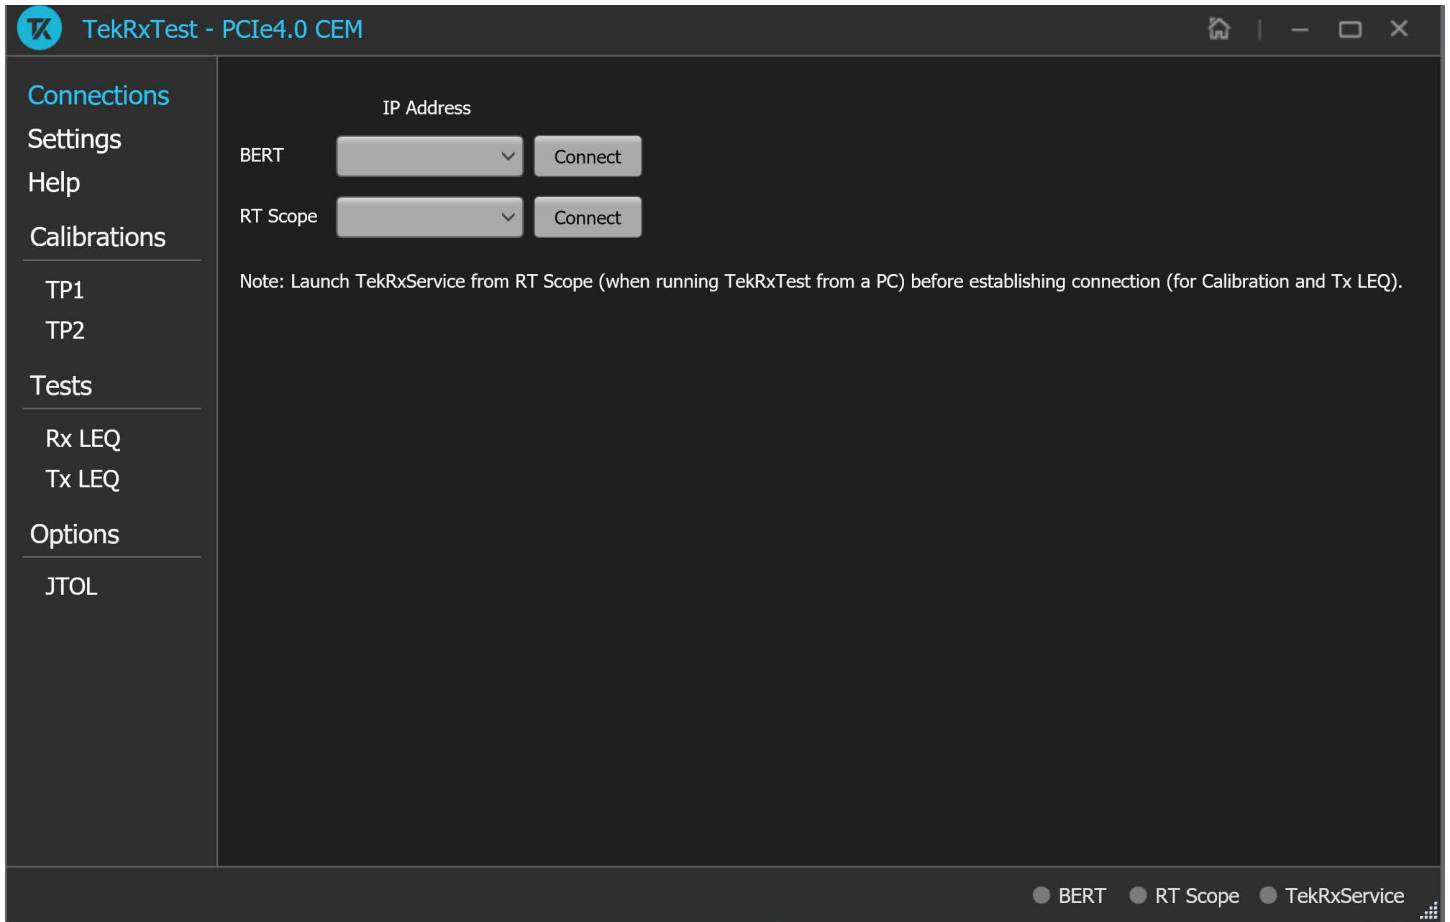 TekRxTest - PCIe4.0 CEM
Connections
Settings
Help
Calibrations
TP1
TP2
Tests
Rx LEQ
Tx LEQ
Options
JTOL
IP Address
BERT Connect
RT Scope Connect
Note: Launch TekRxService from RT Scope (when running TekRxTest from a PC) before establishing connection (for Calibration and Tx LEQ).
BERT RT Scope TekRxService